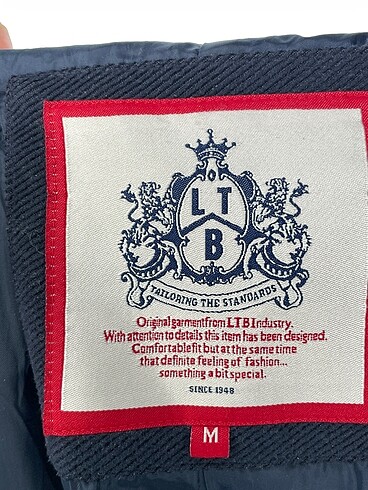 L T
B
TAILORING THE STANDARDS
Original garment from LTB Industry.
With attention to details this item has been designed.
Comfortable fit but at the same time
that definite feeling of fashion...
something a bit special.
SINCE 1948
M